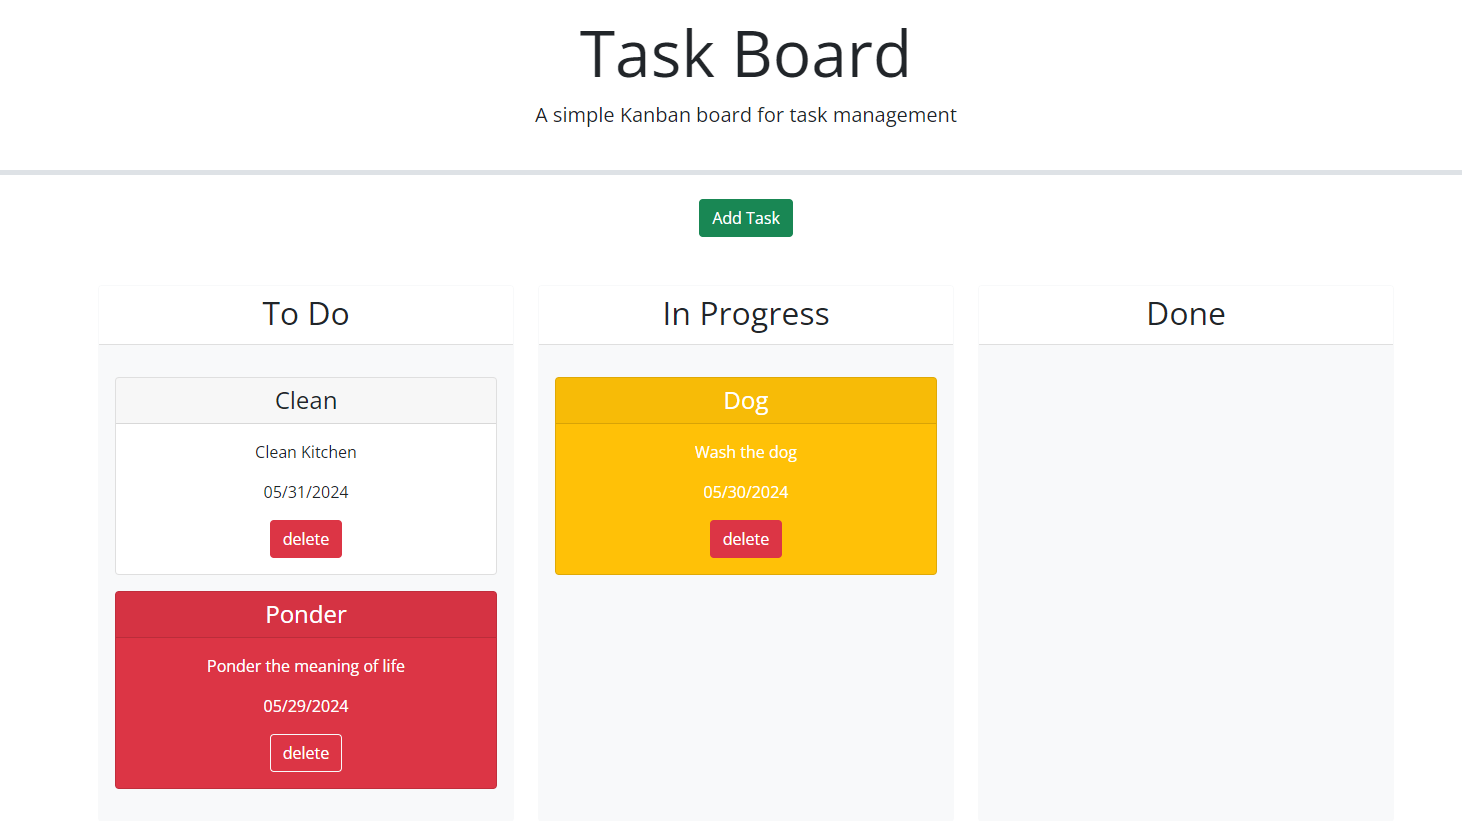 Task Board
A simple Kanban board for task management
Add Task
To Do
Clean
Clean Kitchen
05/31/2024
delete
Ponder
Ponder the meaning of life
05/29/2024
delete
In Progress
Dog
Wash the dog
05/30/2024
delete
Done